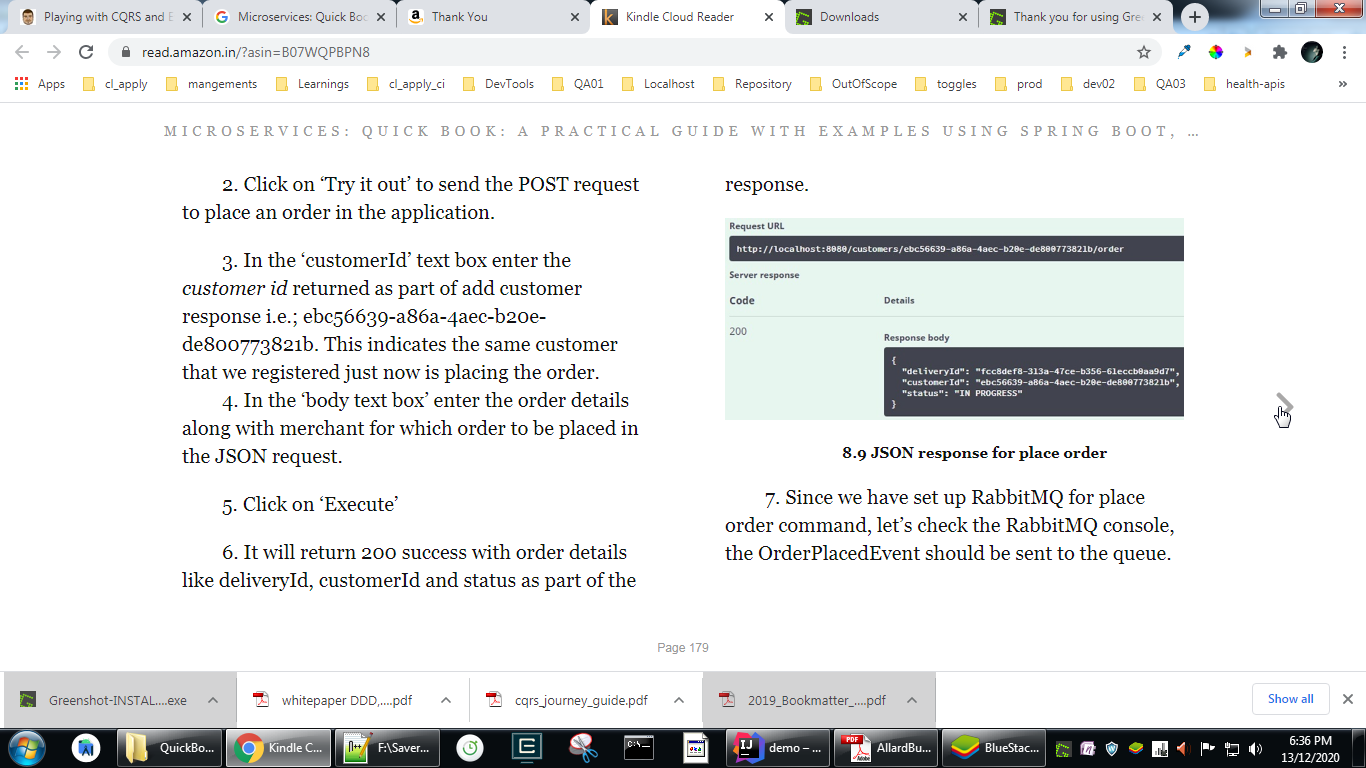 Playing with CQRS and E
Microservices: Quick Boo
Thank You
Kindle Cloud Reader
Downloads
Thank you for using Gre
read.amazon.in/?asin=B07WQPBPN8
Apps
cl_apply
mangements
Learnings
cl_apply_ci
DevTools
QA01
Localhost
Repository
OutOfScope
toggles
prod
dev02
QA03
health-apis
MICROSERVICES: QUICK BOOK: A PRACTICAL GUIDE WITH EXAMPLES USING SPRING BOOT, …
2. Click on ‘Try it out’ to send the POST request
to place an order in the application.
3. In the ‘customerId’ text box enter the
customer id returned as part of add customer
response i.e.; ebc56639-a86a-4aec-b20e-
de800773821b. This indicates the same customer
that we registered just now is placing the order.
4. In the ‘body text box’ enter the order details
along with merchant for which order to be placed in
the JSON request.
5. Click on ‘Execute’
6. It will return 200 success with order details
like deliveryId, customerId and status as part of the
response.
Request URL
http://localhost:8080/customers/ebc56639-a86a-4aec-b20e-de800773821b/order
Server response
Code
Details
200
Response body
{
"deliveryId": "fcc8def8-313a-47ce-b356-61eccb0aa9d7",
"customerId": "ebc56639-a86a-4aec-b20e-de800773821b",
"status": "IN PROGRESS"
}
8.9 JSON response for place order
7. Since we have set up RabbitMQ for place
order command, let’s check the RabbitMQ console,
the OrderPlacedEvent should be sent to the queue.
Page 179
Greenshot-INSTAL....exe
whitepaper DDD,....pdf
cqrs_journey_guide.pdf
2019_Bookmatter_....pdf
Show all
QuickBo...
Kindle C...
F:\Saver...
demo – ...
AllardBu...
BlueStac...
6:36 PM
13/12/2020